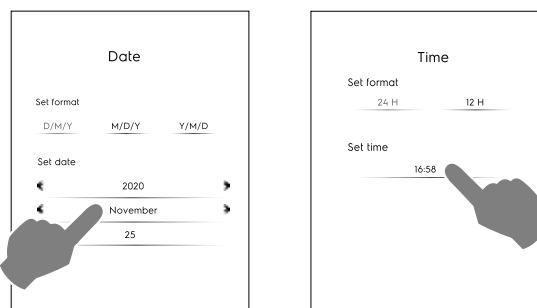 Date
Set format
D/M/Y M/D/Y Y/M/D
Set date
2020
November
25
Time
Set format
24 H 12 H
Set time
16:58